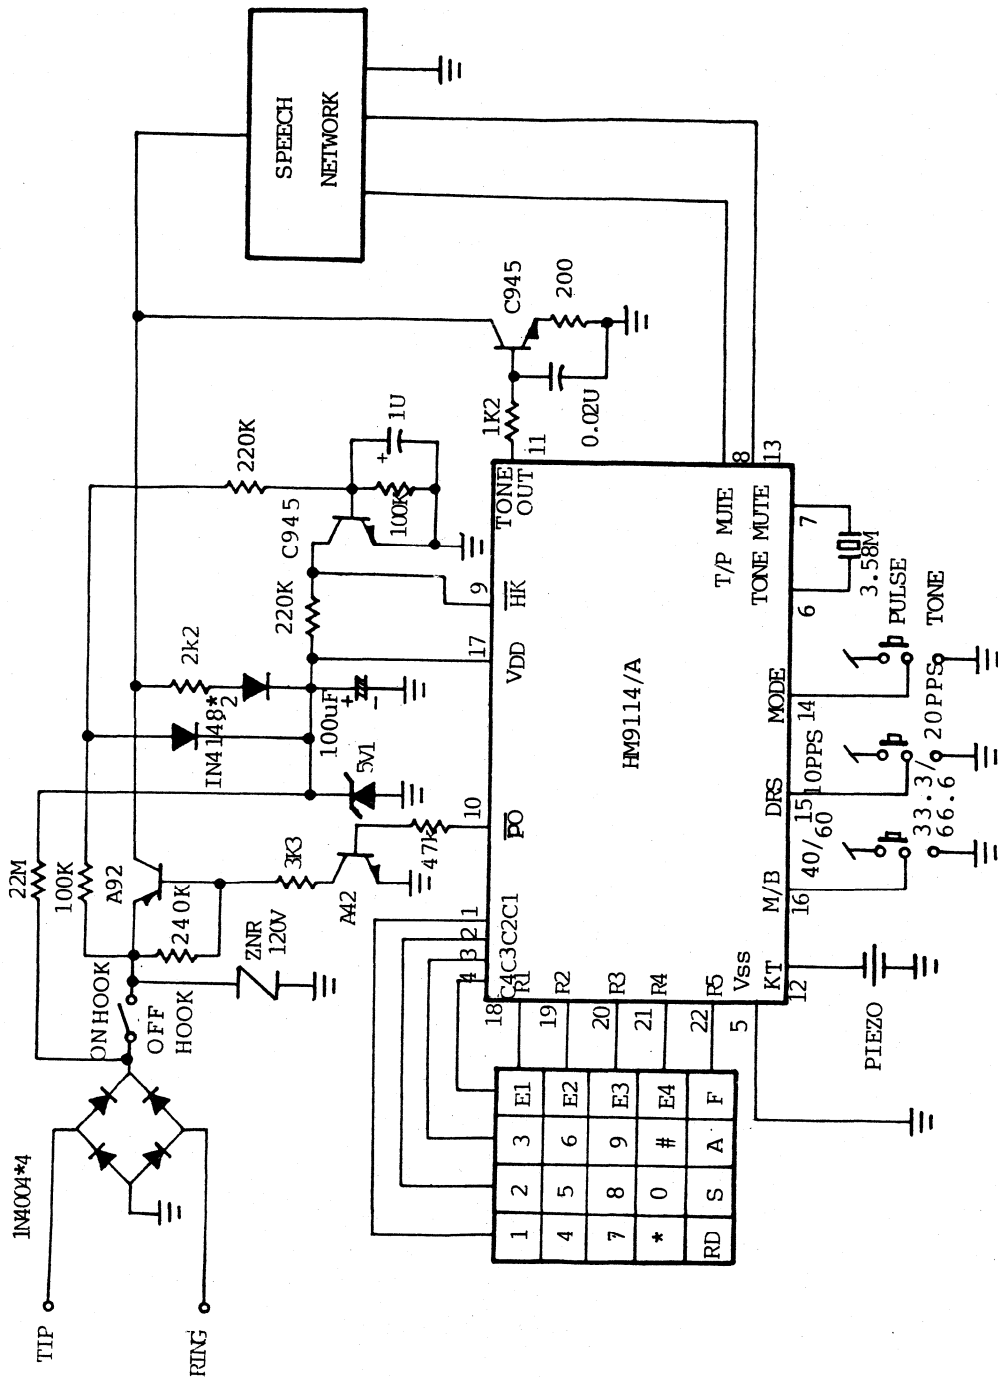 TIP
RING
1N4004*4
ON HOOK
OFF
HOOK
22M
100K
A92
240K
ZNR
120V
3K3
A42
47K
5V1
1N4148*2
2k2
100uF
+
220K
C945
220K
100K
+
1U
1K2
0.02U
C945
200
SPEECH
NETWORK
HM9114/A
1
2
3
4
C4C3C2C1
10
PO
17
VDD
9
HK
11
TONE
OUT
18
R1
19
R2
20
R3
21
R4
22
R5
5
Vss
12
KT
16
M/B
15
DRS
14
MODE
6
7
8
T/P MUTE
13
TONE MUTE
1 2 3 E1
4 5 6 E2
7 8 9 E3
* 0 # E4
RD S A F
PIEZO
40/60
33.3/
66.6
10PPS
20PPS
PULSE
TONE
3.58M